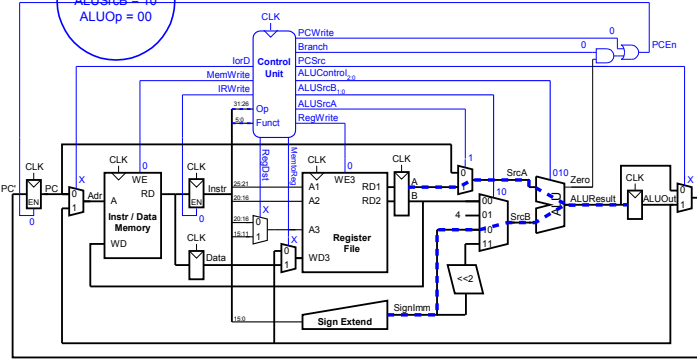 ALUSrcB = 10
ALUOp = 00
CLK
PCWrite
0
Branch
0
PCEn
IorD
Control
Unit
PCSrc
MemWrite
ALUControl2:0
IRWrite
ALUSrcB1:0
31:26
Op
ALUSrcA
5:0
Funct
RegWrite
RegDst
MemtoReg
CLK
CLK
CLK
CLK
CLK
CLK
X
0
X
0
1
10
010
X
PC'
PC
EN
0
0
1
Adr
A
WE
RD
Instr / Data
Memory
WD
EN
0
Instr
25:21
20:16
20:16
15:11
X
0
1
X
0
1
CLK
Data
A1
A2
A3
WD3
WE3
RD1
RD2
Register
File
A
B
0
1
SrcA
4
00
01
10
11
SrcB
ALU
Zero
ALUResult
ALUOut
0
1
<<2
SignImm
15:0
Sign Extend